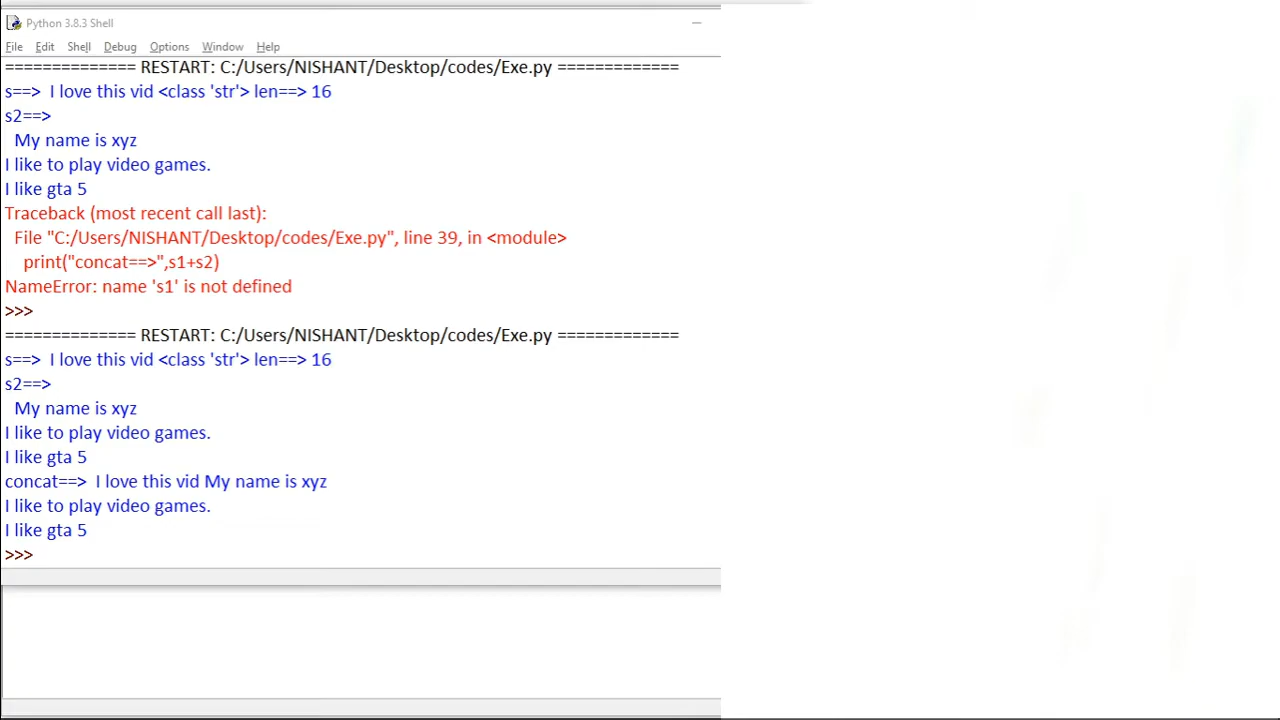 Python 3.8.3 Shell
File Edit Shell Debug Options Window Help
============== RESTART: C:/Users/NISHANT/Desktop/codes/Exe.py =============
s==>  I love this vid <class 'str'> len==> 16
s2==>
  My name is xyz
I like to play video games.
I like gta 5
Traceback (most recent call last):
  File "C:/Users/NISHANT/Desktop/codes/Exe.py", line 39, in <module>
    print("concat==>",s1+s2)
NameError: name 's1' is not defined
>>>
============== RESTART: C:/Users/NISHANT/Desktop/codes/Exe.py =============
s==>  I love this vid <class 'str'> len==> 16
s2==>
  My name is xyz
I like to play video games.
I like gta 5
concat==>  I love this vid My name is xyz
I like to play video games.
I like gta 5
>>>